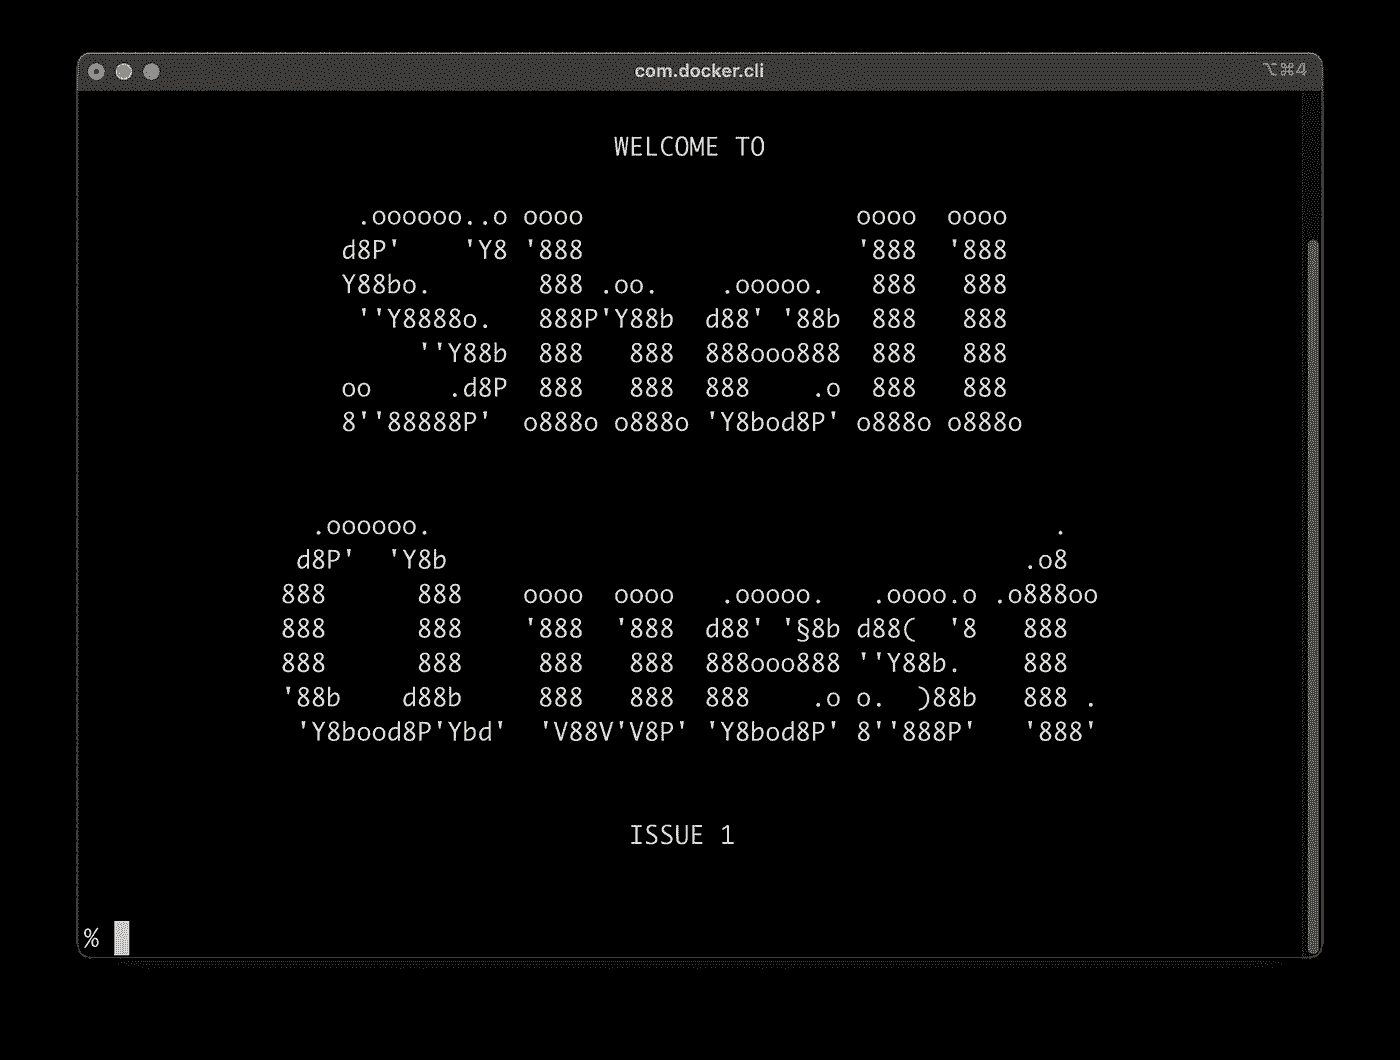 com.docker.cli ⌥⌘4
WELCOME TO
 .oooooo..o oooo                  oooo  oooo
d8P'    'Y8 '888                  '888  '888
Y88bo.       888 .oo.    .ooooo.   888   888
 ''Y8888o.   888P'Y88b  d88' '88b  888   888
     ''Y88b  888   888  888ooo888  888   888
oo     .d8P  888   888  888    .o  888   888
8''88888P'  o888o o888o 'Y8bod8P' o888o o888o
  .oooooo.                                          .
 d8P'  'Y8b                                       .o8
888      888    oooo  oooo   .ooooo.   .oooo.o .o888oo
888      888    '888  '888  d88' '§8b d88(  '8   888
888      888     888   888  888ooo888 ''Y88b.    888
'88b    d88b     888   888  888    .o o.  )88b   888 .
 'Y8bood8P'Ybd'  'V88V'V8P' 'Y8bod8P' 8''888P'   '888'
ISSUE 1
%